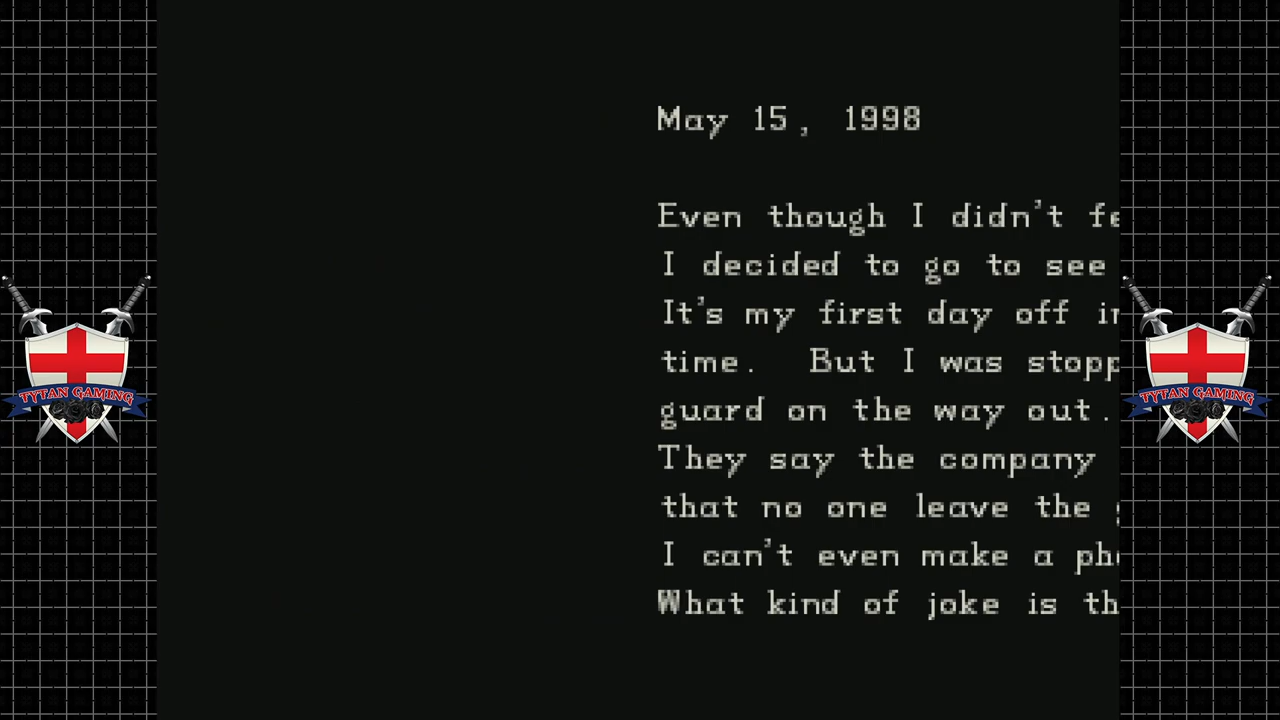 May 15, 1998
Even though I didn't fe
I decided to go to see
It's my first day off in
time. But I was stopp
guard on the way out.
They say the company
that no one leave the g
I can't even make a pho
What kind of joke is th
TYTAN GAMING
TYTAN GAMING